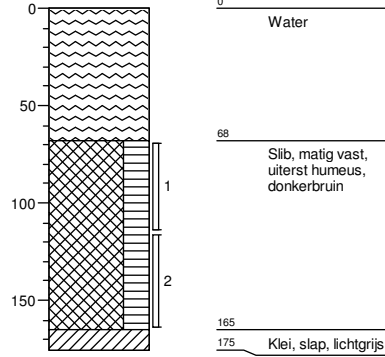 0
50
100
150
1
2
0
Water
68
Slib, matig vast,
uiterst humeus,
donkerbruin
165
175
Klei, slap, lichtgrijs